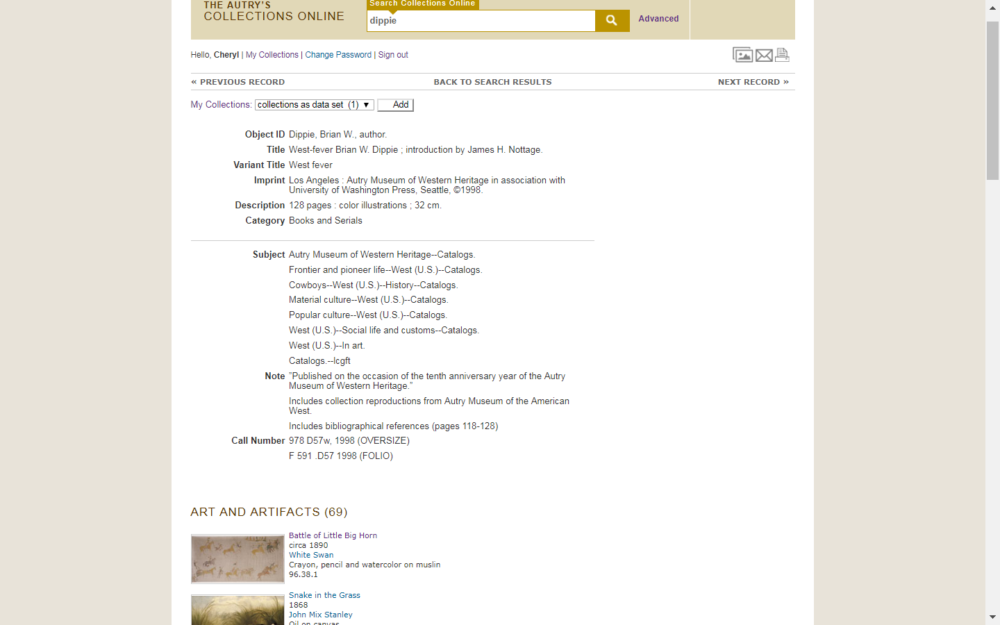 THE AUTRY'S
COLLECTIONS ONLINE
Search Collections Online
dippie
Advanced
Hello, Cheryl | My Collections | Change Password | Sign out
« PREVIOUS RECORD
BACK TO SEARCH RESULTS
NEXT RECORD »
My Collections: collections as data set (1) ▼ Add
Object ID Dippie, Brian W., author.
Title West-fever Brian W. Dippie ; introduction by James H. Nottage.
Variant Title West fever
Imprint Los Angeles : Autry Museum of Western Heritage in association with
University of Washington Press, Seattle, ©1998.
Description 128 pages : color illustrations ; 32 cm.
Category Books and Serials
Subject Autry Museum of Western Heritage--Catalogs.
Frontier and pioneer life--West (U.S.)--Catalogs.
Cowboys--West (U.S.)--History--Catalogs.
Material culture--West (U.S.)--Catalogs.
Popular culture--West (U.S.)--Catalogs.
West (U.S.)--Social life and customs--Catalogs.
West (U.S.)--In art.
Catalogs.--lcgft
Note ”Published on the occasion of the tenth anniversary year of the Autry
Museum of Western Heritage.”
Includes collection reproductions from Autry Museum of the American
West.
Includes bibliographical references (pages 118-128)
Call Number 978 D57w, 1998 (OVERSIZE)
F 591 .D57 1998 (FOLIO)
ART AND ARTIFACTS (69)
Battle of Little Big Horn
circa 1890
White Swan
Crayon, pencil and watercolor on muslin
96.38.1
Snake in the Grass
1868
John Mix Stanley
Oil on canvas